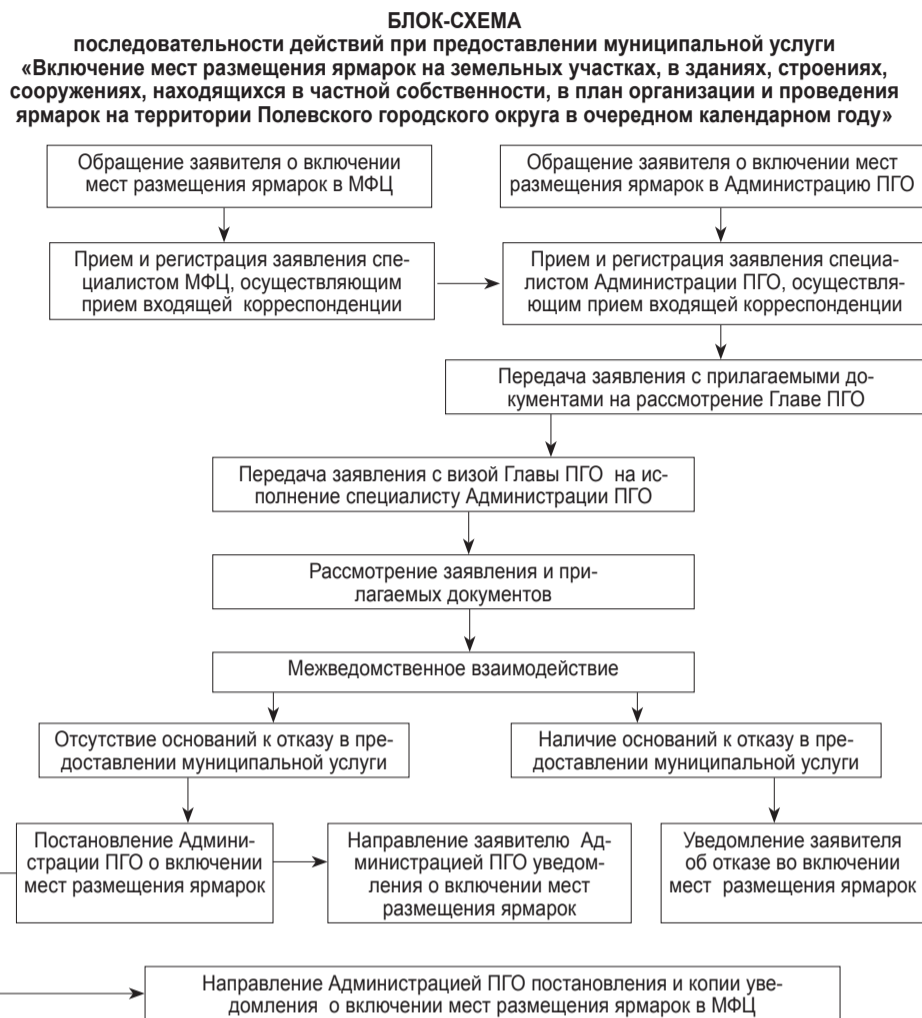 БЛОК-СХЕМА
последовательности действий при предоставлении муниципальной услуги
«Включение мест размещения ярмарок на земельных участках, в зданиях, строениях,
сооружениях, находящихся в частной собственности, в план организации и проведения
ярмарок на территории Полевского городского округа в очередном календарном году»
Обращение заявителя о включении
мест размещения ярмарок в МФЦ
Обращение заявителя о включении мест
размещения ярмарок в Администрацию ПГО
Прием и регистрация заявления спе-
циалистом МФЦ, осуществляющим
прием входящей корреспонденции
Прием и регистрация заявления специа-
листом Администрации ПГО, осуществля-
ющим прием входящей корреспонденции
Передача заявления с прилагаемыми до-
кументами на рассмотрение Главе ПГО
Передача заявления с визой Главы ПГО на ис-
полнение специалисту Администрации ПГО
Рассмотрение заявления и при-
лагаемых документов
Межведомственное взаимодействие
Отсутствие оснований к отказу в пре-
доставлении муниципальной услуги
Наличие оснований к отказу в пре-
доставлении муниципальной услуги
Постановление Админи-
страции ПГО о включении
мест размещения ярмарок
Направление заявителю Ад-
министрацией ПГО уведом-
ления о включении мест
размещения ярмарок
Уведомление заявителя
об отказе во включении
мест размещения ярмарок
Направление Администрацией ПГО постановления и копии уве-
домления о включении мест размещения ярмарок в МФЦ